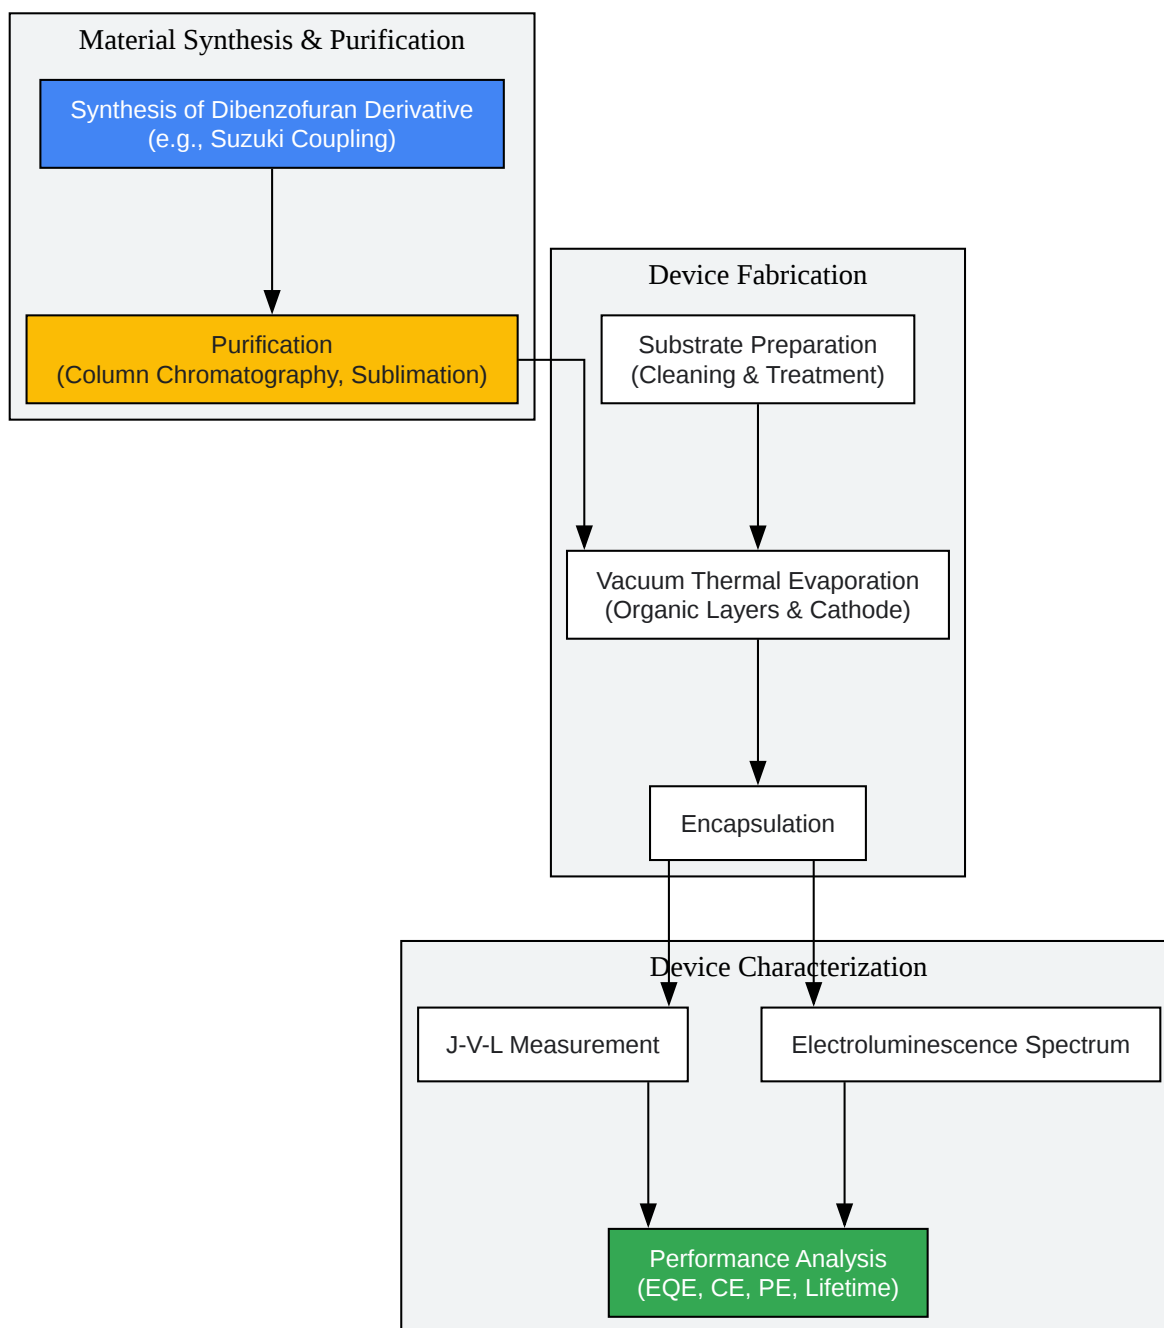 Material Synthesis & Purification
Synthesis of Dibenzofuran Derivative
(e.g., Suzuki Coupling)
Purification
(Column Chromatography, Sublimation)
Device Fabrication
Substrate Preparation
(Cleaning & Treatment)
Vacuum Thermal Evaporation
(Organic Layers & Cathode)
Encapsulation
Device Characterization
J-V-L Measurement
Electroluminescence Spectrum
Performance Analysis
(EQE, CE, PE, Lifetime)